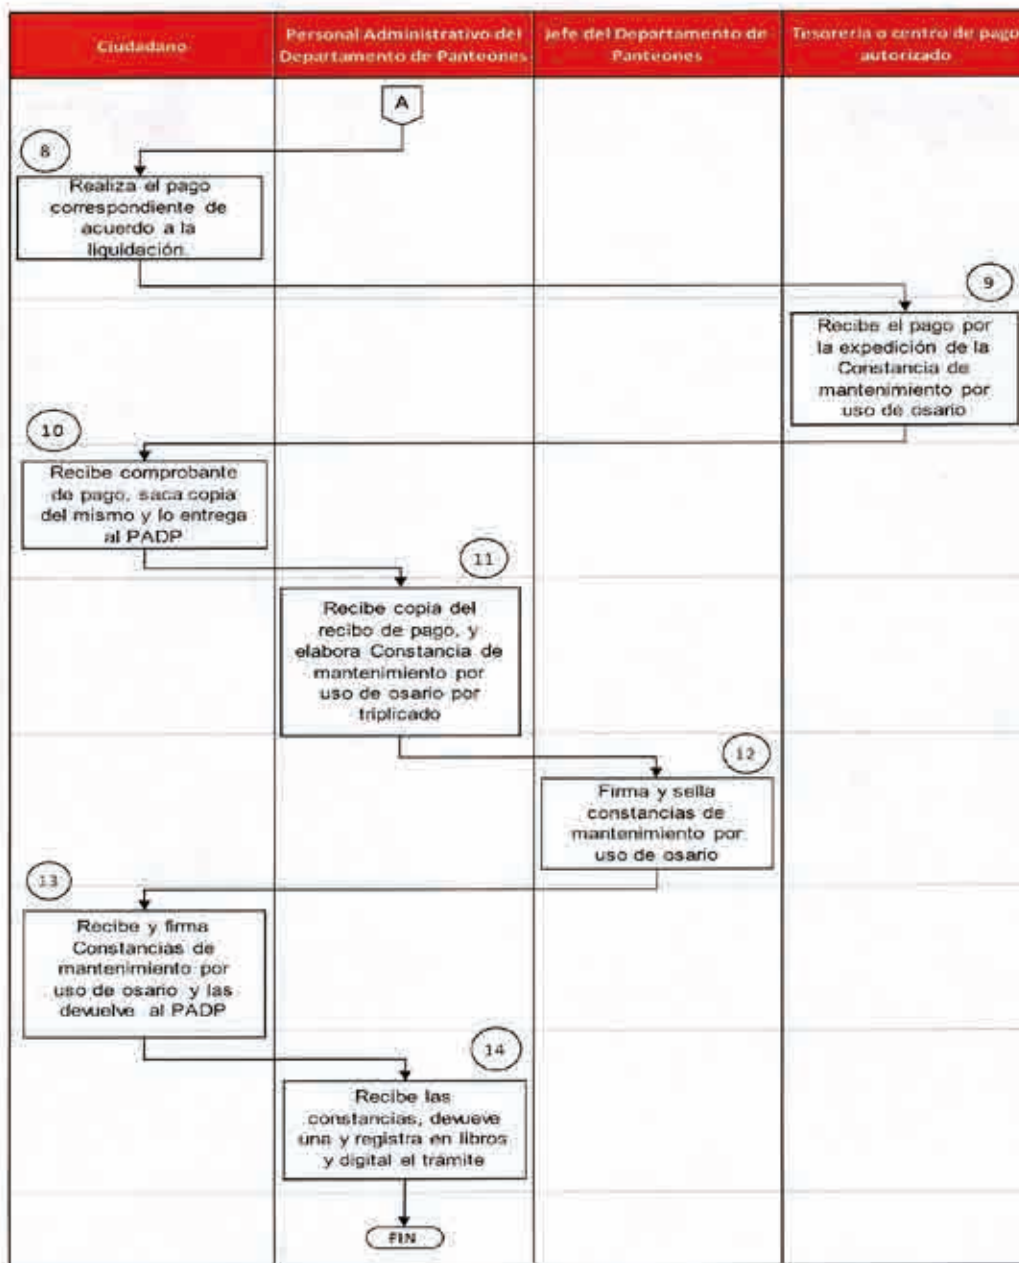 Ciudadano
Personal Administrativo del
Departamento de Panteones
Jefe del Departamento de
Panteones
Tesorería o centro de pago
autorizado
A
8
Realiza el pago
correspondiente de
acuerdo a la
liquidación.
9
Recibe el pago por
la expedición de la
Constancia de
mantenimiento por
uso de osario
10
Recibe comprobante
de pago, saca copia
del mismo y lo entrega
al PADP
11
Recibe copia del
recibo de pago, y
elabora Constancia de
mantenimiento por
uso de osario por
triplicado
12
Firma y sella
constancias de
mantenimiento por
uso de osario
13
Recibe y firma
Constancias de
mantenimiento por
uso de osario y las
devuelve al PADP
14
Recibe las
constancias, devueve
una y registra en libros
y digital el trámite
FIN